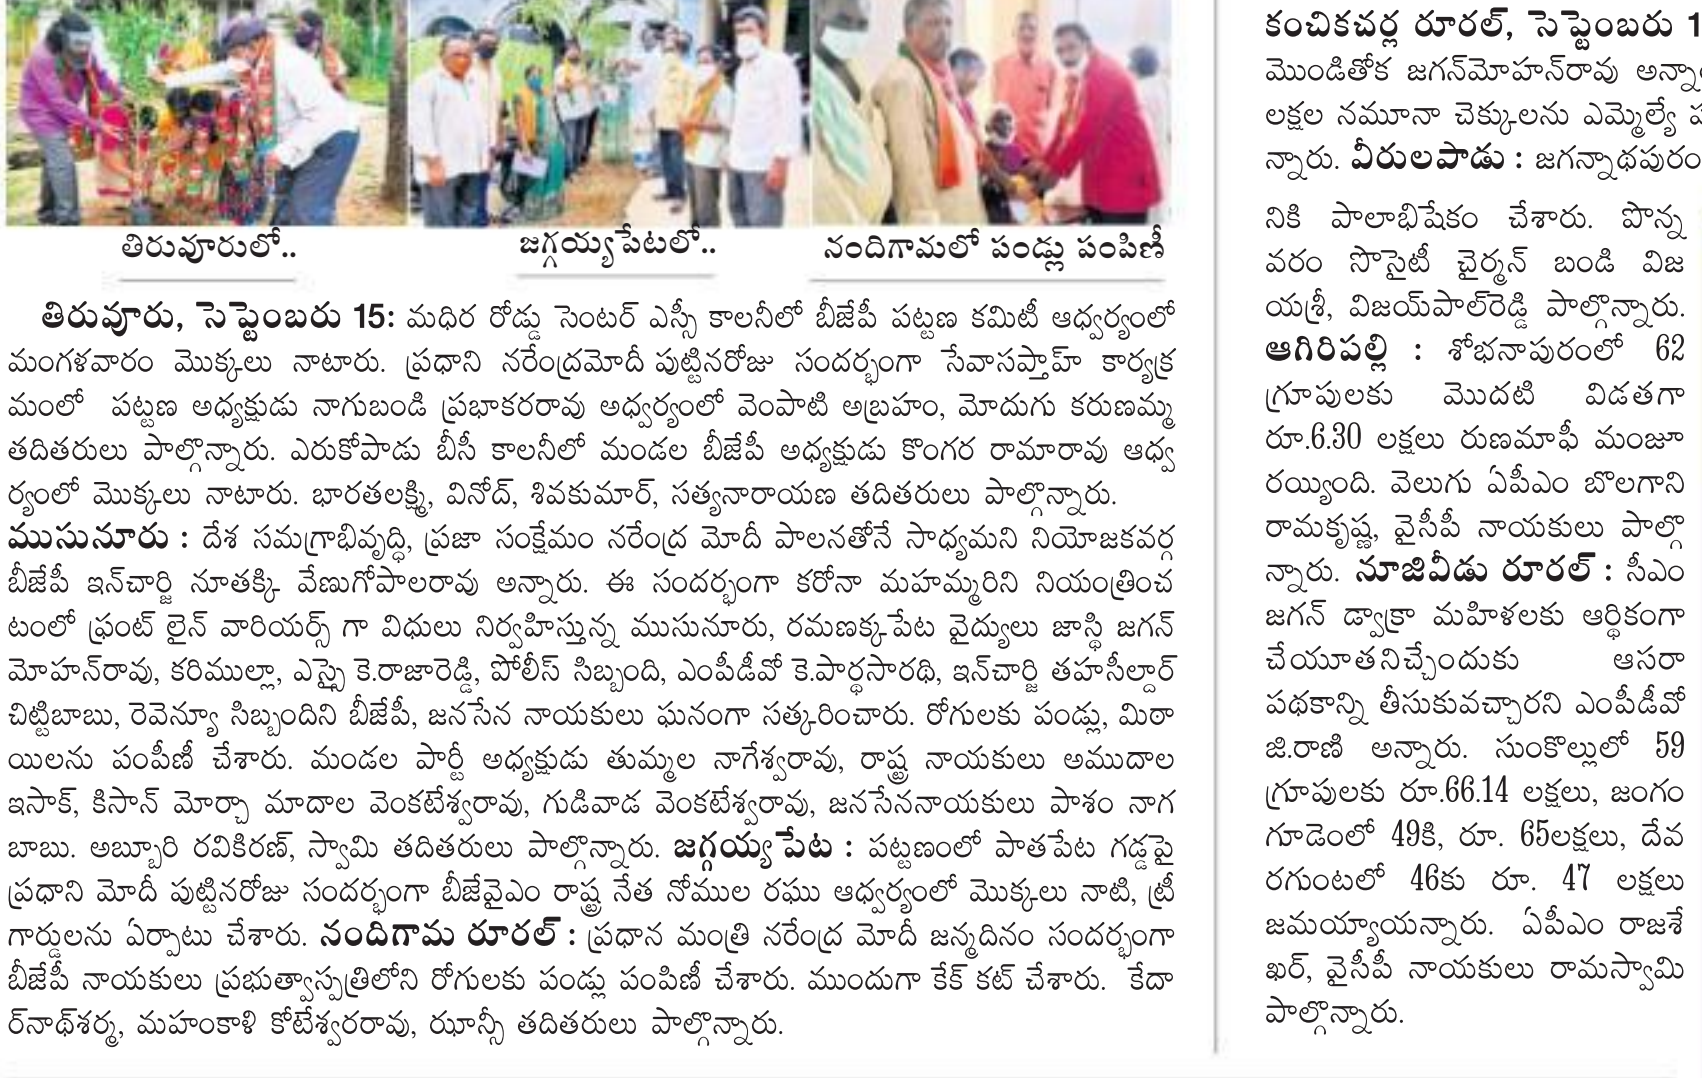 తిరువూరులో..
జగ్గయ్యపేటలో..
నందిగామలో పండ్లు పంపిణీ
తిరువూరు, సెప్టెంబరు 15: మధిర రోడ్డు సెంటర్ ఎస్సీ కాలనీలో బీజేపీ పట్టణ కమిటీ ఆధ్వర్యంలో
మంగళవారం మొక్కలు నాటారు. ప్రధాని నరేంద్రమోదీ పుట్టినరోజు సందర్భంగా సేవాసప్తాహ్ కార్యక్ర
మంలో పట్టణ అధ్యక్షుడు నాగుబండి ప్రభాకరరావు అధ్వర్యంలో వెంపాటి అబ్రహం, మోదుగు కరుణమ్మ
తదితరులు పాల్గొన్నారు. ఎరుకోపాడు బీసీ కాలనీలో మండల బీజేపీ అధ్యక్షుడు కొంగర రామారావు ఆధ్వ
ర్యంలో మొక్కలు నాటారు. భారతలక్ష్మి, వినోద్, శివకుమార్, సత్యనారాయణ తదితరులు పాల్గొన్నారు.
ముసునూరు : దేశ సమగ్రాభివృద్ధి, ప్రజా సంక్షేమం నరేంద్ర మోదీ పాలనతోనే సాధ్యమని నియోజకవర్గ
బీజేపీ ఇన్‌చార్జి నూతక్కి వేణుగోపాలరావు అన్నారు. ఈ సందర్భంగా కరోనా మహమ్మరిని నియంత్రించ
టంలో ఫ్రంట్ లైన్ వారియర్స్ గా విధులు నిర్వహిస్తున్న ముసునూరు, రమణక్కపేట వైద్యులు జాస్థి జగన్
మోహన్‌రావు, కరిముల్లా, ఎస్సై కె.రాజారెడ్డి, పోలీస్ సిబ్బంది, ఎంపీడీవో కె.పార్థసారథి, ఇన్‌చార్జి తహసీల్దార్
చిట్టిబాబు, రెవెన్యూ సిబ్బందిని బీజేపీ, జనసేన నాయకులు ఘనంగా సత్కరించారు. రోగులకు పండ్లు, మిఠా
యిలను పంపీణీ చేశారు. మండల పార్టీ అధ్యక్షుడు తుమ్మల నాగేశ్వరావు, రాష్ట్ర నాయకులు అముదాల
ఇసాక్, కిసాన్ మోర్చా మాదాల వెంకటేశ్వరావు, గుడివాడ వెంకటేశ్వరావు, జనసేననాయకులు పాశం నాగ
బాబు. అబ్బూరి రవికిరణ్, స్వామి తదితరులు పాల్గొన్నారు. జగ్గయ్యపేట : పట్టణంలో పాతపేట గడ్డపై
ప్రధాని మోదీ పుట్టినరోజు సందర్భంగా బీజేవైఎం రాష్ట్ర నేత నోముల రఘు ఆధ్వర్యంలో మొక్కలు నాటి, ట్రీ
గార్డులను ఏర్పాటు చేశారు. నందిగామ రూరల్ : ప్రధాన మంత్రి నరేంద్ర మోదీ జన్మదినం సందర్భంగా
బీజేపీ నాయకులు ప్రభుత్వాస్పత్రిలోని రోగులకు పండ్లు పంపిణీ చేశారు. ముందుగా కేక్ కట్ చేశారు. కేదా
ర్‌నాథ్‌శర్మ, మహంకాళి కోటేశ్వరరావు, ఝాన్సీ తదితరులు పాల్గొన్నారు.
కంచికచర్ల రూరల్, సెప్టెంబరు 1
మొండితోక జగన్‌మోహన్‌రావు
లక్షల నమూనా చెక్కులను ఎమ్మెల్యే
న్నారు. వీరులపాడు : జగన్నాథపురం
నికి పాలాభిషేకం చేశారు. పొన్న
వరం సొసైటీ చైర్మన్ బండి విజ
యశ్రీ, విజయ్‌పాల్‌రెడ్డి పాల్గొన్నారు.
ఆగిరిపల్లి : శోభనాపురంలో 62
గ్రూపులకు మొదటి విడతగా
రూ.6.30 లక్షలు రుణమాఫీ మంజూ
రయ్యింది. వెలుగు ఏపీఎం బొలగాని
రామకృష్ణ, వైసీపీ నాయకులు పాల్గొ
న్నారు. నూజివీడు రూరల్ : సీఎం
జగన్ డ్వాక్రా మహిళలకు ఆర్థికంగా
చేయూతనిచ్చేందుకు ఆసరా
పథకాన్ని తీసుకువచ్చారని ఎంపీడీవో
జి.రాణి అన్నారు. సుంకొల్లులో 59
గ్రూపులకు రూ.66.14 లక్షలు, జంగం
గూడెంలో 49కి, రూ. 65లక్షలు, దేవ
రగుంటలో 46కు రూ. 47 లక్షలు
జమయ్యాయన్నారు. ఏపీఎం రాజశే
ఖర్, వైసీపీ నాయకులు రామస్వామి
పాల్గొన్నారు.